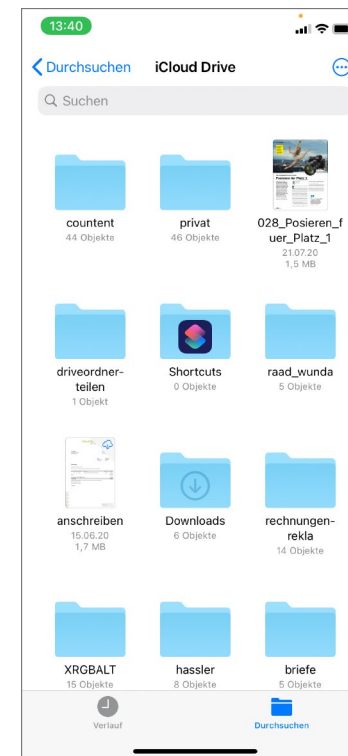 13:40
Durchsuchen iCloud Drive
Suchen
countent
44 Objekte
privat
46 Objekte
028_Posieren_f
uer_Platz_1
21.07.20
1,5 MB
driveordner-
teilen
1 Objekt
Shortcuts
0 Objekte
raad_wunda
5 Objekte
anschreiben
15.06.20
1,7 MB
Downloads
6 Objekte
rechnungen-
rekla
14 Objekte
XRGBALT
15 Objekte
hassler
8 Objekte
briefe
5 Objekte
Verlauf
Durchsuchen